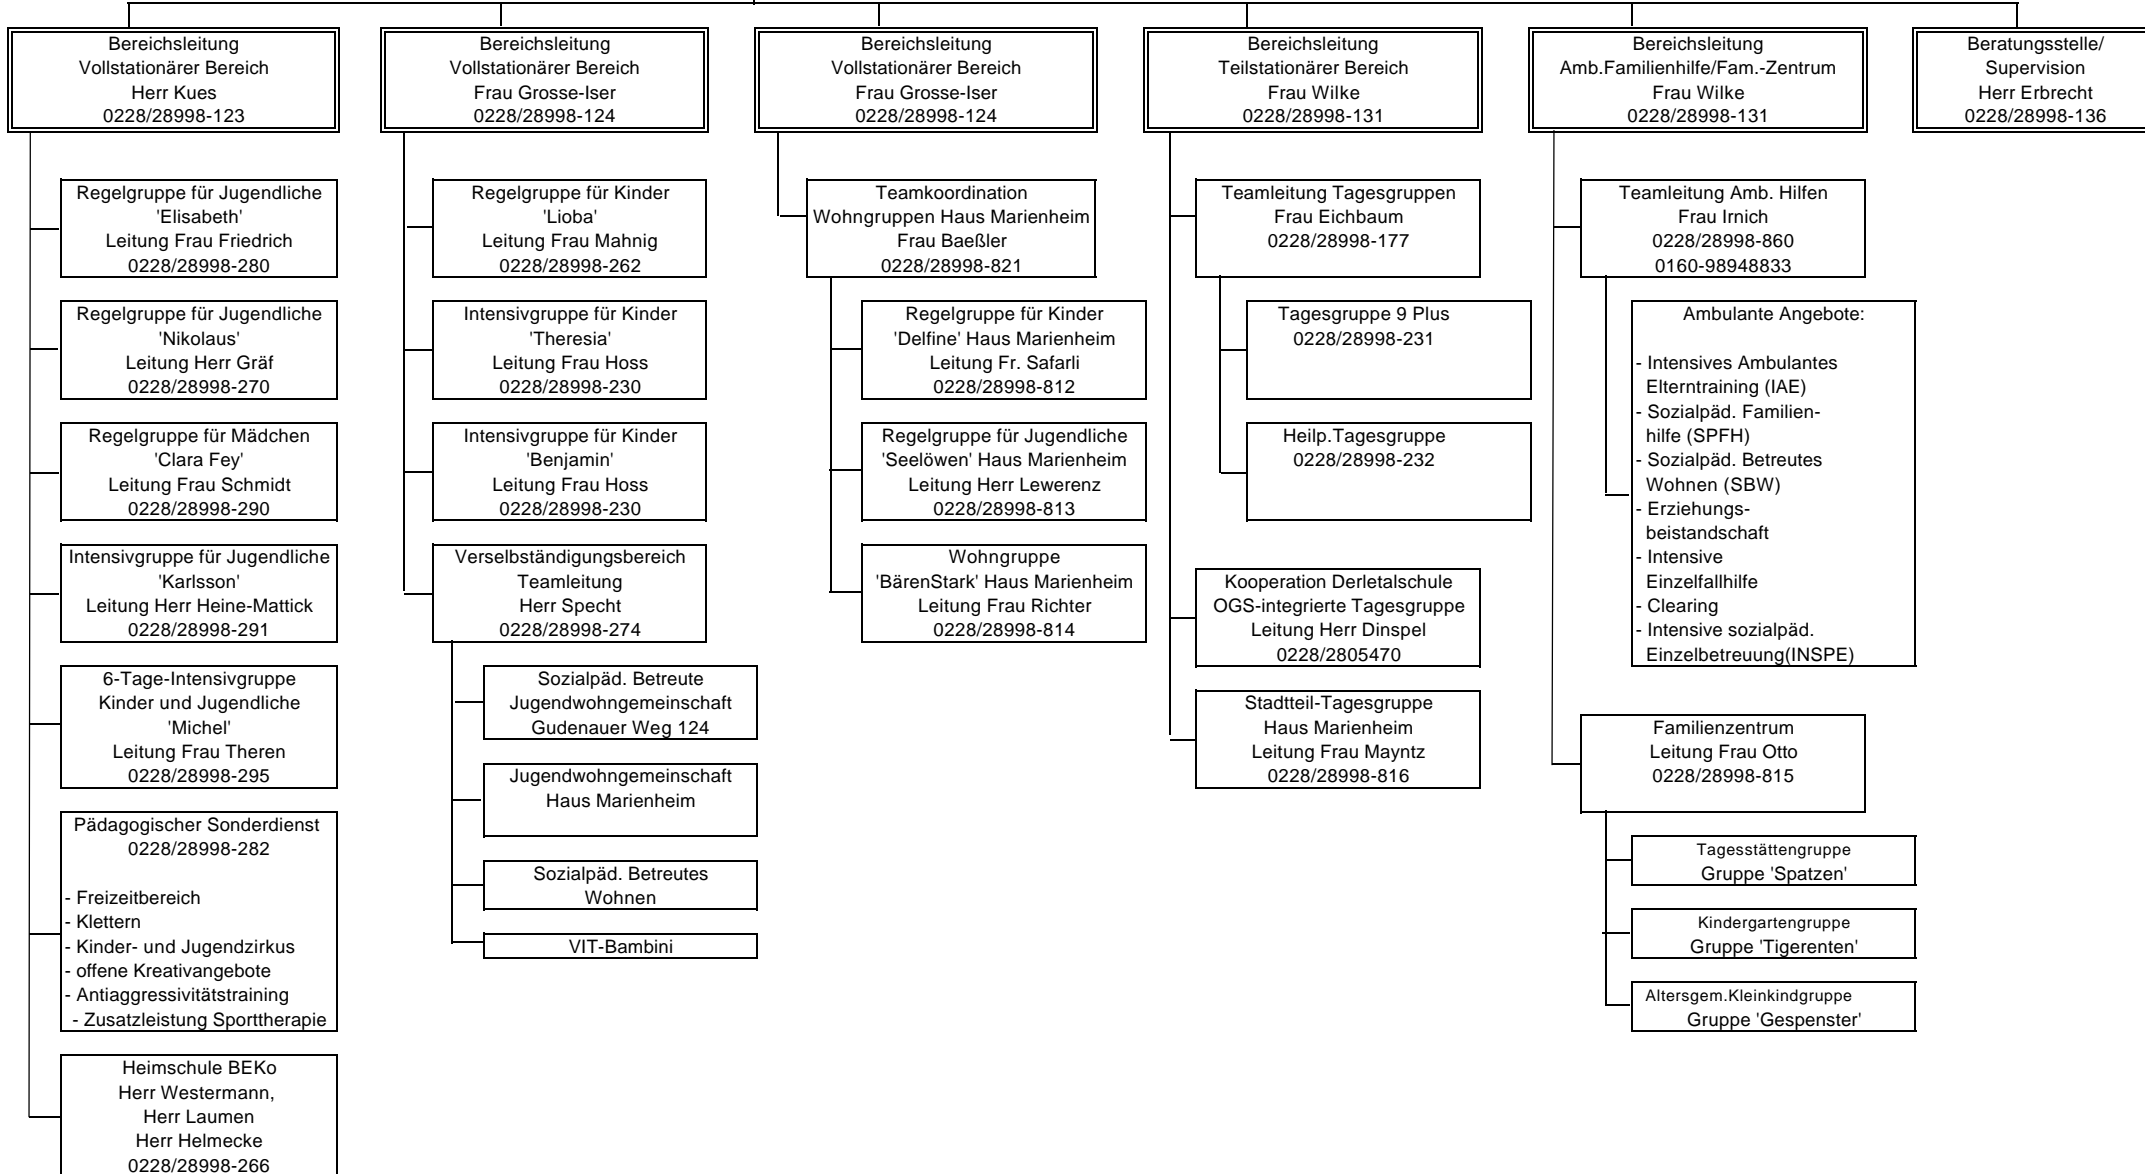 Bereichsleitung
Vollstationärer Bereich
Herr Kues
0228/28998-123
Regelgruppe für Jugendliche
'Elisabeth'
Leitung Frau Friedrich
0228/28998-280
Regelgruppe für Jugendliche
'Nikolaus'
Leitung Herr Gräf
0228/28998-270
Regelgruppe für Mädchen
'Clara Fey'
Leitung Frau Schmidt
0228/28998-290
Intensivgruppe für Jugendliche
'Karlsson'
Leitung Herr Heine-Mattick
0228/28998-291
6-Tage-Intensivgruppe
Kinder und Jugendliche
'Michel'
Leitung Frau Theren
0228/28998-295
Pädagogischer Sonderdienst
0228/28998-282
- Freizeitbereich
- Klettern
- Kinder- und Jugendzirkus
- offene Kreativangebote
- Antiaggressivitätstraining
- Zusatzleistung Sporttherapie
Heimschule BEKo
Herr Westermann,
Herr Laumen
Herr Helmecke
0228/28998-266
Bereichsleitung
Vollstationärer Bereich
Frau Grosse-Iser
0228/28998-124
Regelgruppe für Kinder
'Lioba'
Leitung Frau Mahnig
0228/28998-262
Intensivgruppe für Kinder
'Theresia'
Leitung Frau Hoss
0228/28998-230
Intensivgruppe für Kinder
'Benjamin'
Leitung Frau Hoss
0228/28998-230
Verselbständigungsbereich
Teamleitung
Herr Specht
0228/28998-274
Sozialpäd. Betreute
Jugendwohngemeinschaft
Gudenauer Weg 124
Jugendwohngemeinschaft
Haus Marienheim
Sozialpäd. Betreutes
Wohnen
VIT-Bambini
Bereichsleitung
Vollstationärer Bereich
Frau Grosse-Iser
0228/28998-124
Teamkoordination
Wohngruppen Haus Marienheim
Frau Baeßler
0228/28998-821
Regelgruppe für Kinder
'Delfine' Haus Marienheim
Leitung Fr. Safarli
0228/28998-812
Regelgruppe für Jugendliche
'Seelöwen' Haus Marienheim
Leitung Herr Lewerenz
0228/28998-813
Wohngruppe
'BärenStark' Haus Marienheim
Leitung Frau Richter
0228/28998-814
Bereichsleitung
Teilstationärer Bereich
Frau Wilke
0228/28998-131
Teamleitung Tagesgruppen
Frau Eichbaum
0228/28998-177
Tagesgruppe 9 Plus
0228/28998-231
Heilp.Tagesgruppe
0228/28998-232
Kooperation Derletalschule
OGS-integrierte Tagesgruppe
Leitung Herr Dinspel
0228/2805470
Stadtteil-Tagesgruppe
Haus Marienheim
Leitung Frau Mayntz
0228/28998-816
Bereichsleitung
Amb.Familienhilfe/Fam.-Zentrum
Frau Wilke
0228/28998-131
Teamleitung Amb. Hilfen
Frau Irnich
0228/28998-860
0160-98948833
Ambulante Angebote:
- Intensives Ambulantes
Elterntraining (IAE)
- Sozialpäd. Familien-
hilfe (SPFH)
- Sozialpäd. Betreutes
Wohnen (SBW)
- Erziehungs-
beistandschaft
- Intensive
Einzelfallhilfe
- Clearing
- Intensive sozialpäd.
Einzelbetreuung(INSPE)
Familienzentrum
Leitung Frau Otto
0228/28998-815
Tagesstättengruppe
Gruppe 'Spatzen'
Kindergartengruppe
Gruppe 'Tigerenten'
Altersgem.Kleinkindgruppe
Gruppe 'Gespenster'
Beratungsstelle/
Supervision
Herr Erbrecht
0228/28998-136